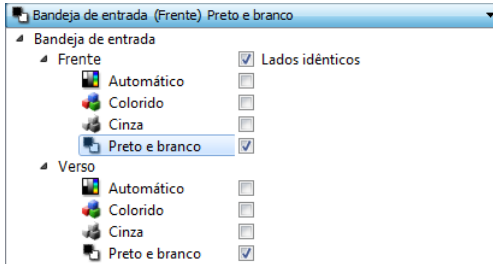 Bandeja de entrada (Frente) Preto e branco
Bandeja de entrada
Frente Lados idênticos
Automático
Colorido
Cinza
Preto e branco
Verso
Automático
Colorido
Cinza
Preto e branco